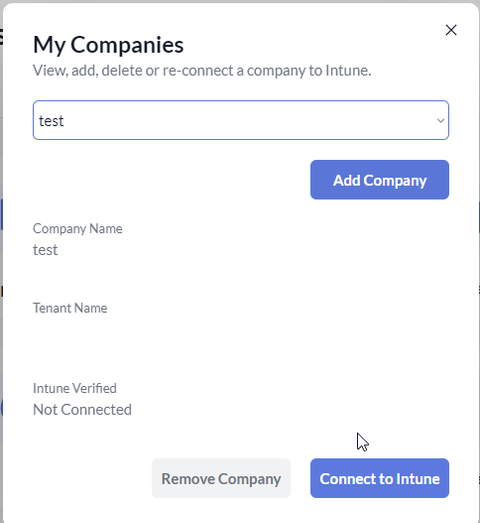 My Companies
View, add, delete or re-connect a company to Intune.
test
Add Company
Company Name
test
Tenant Name
Intune Verified
Not Connected
Remove Company
Connect to Intune